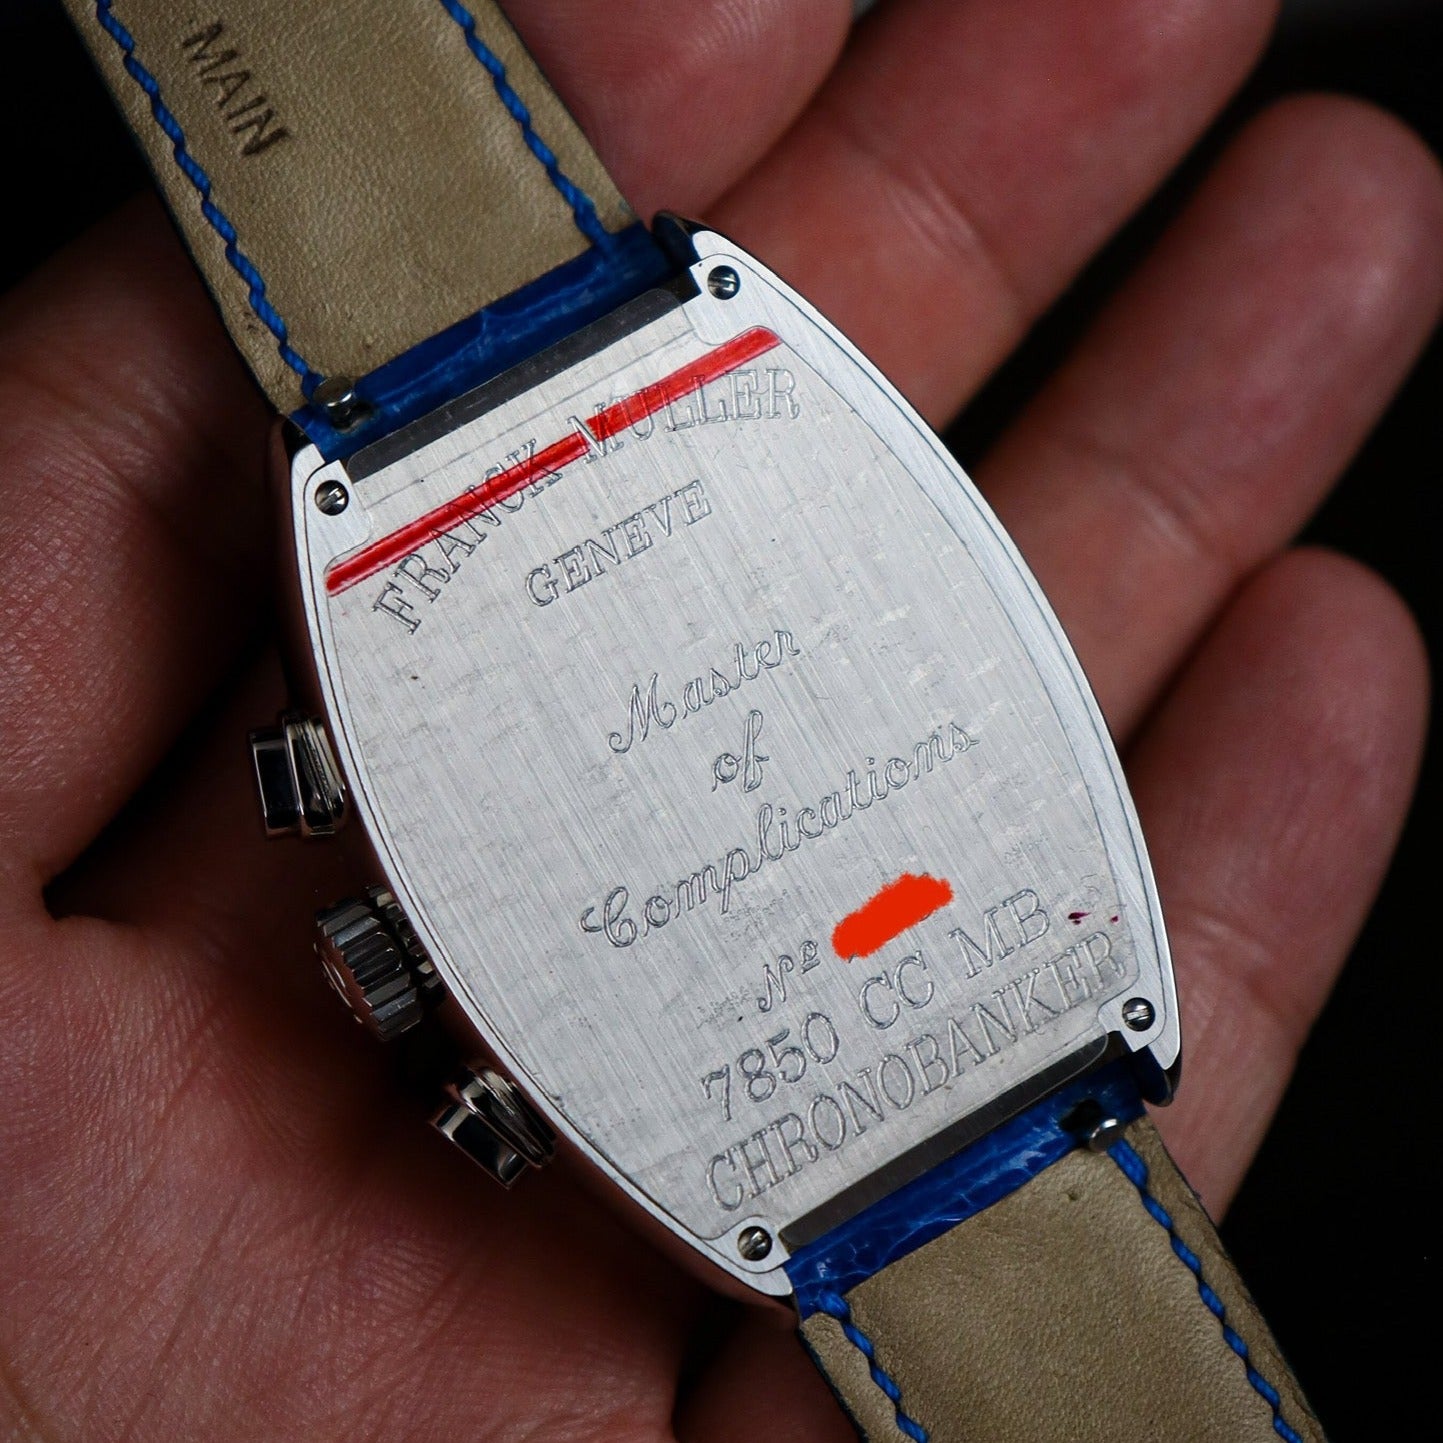 MAIN
FRANCK MULLER
GENEVE
Master
of
Complications
Nº
7850 CC MB
CHRONOBANKER